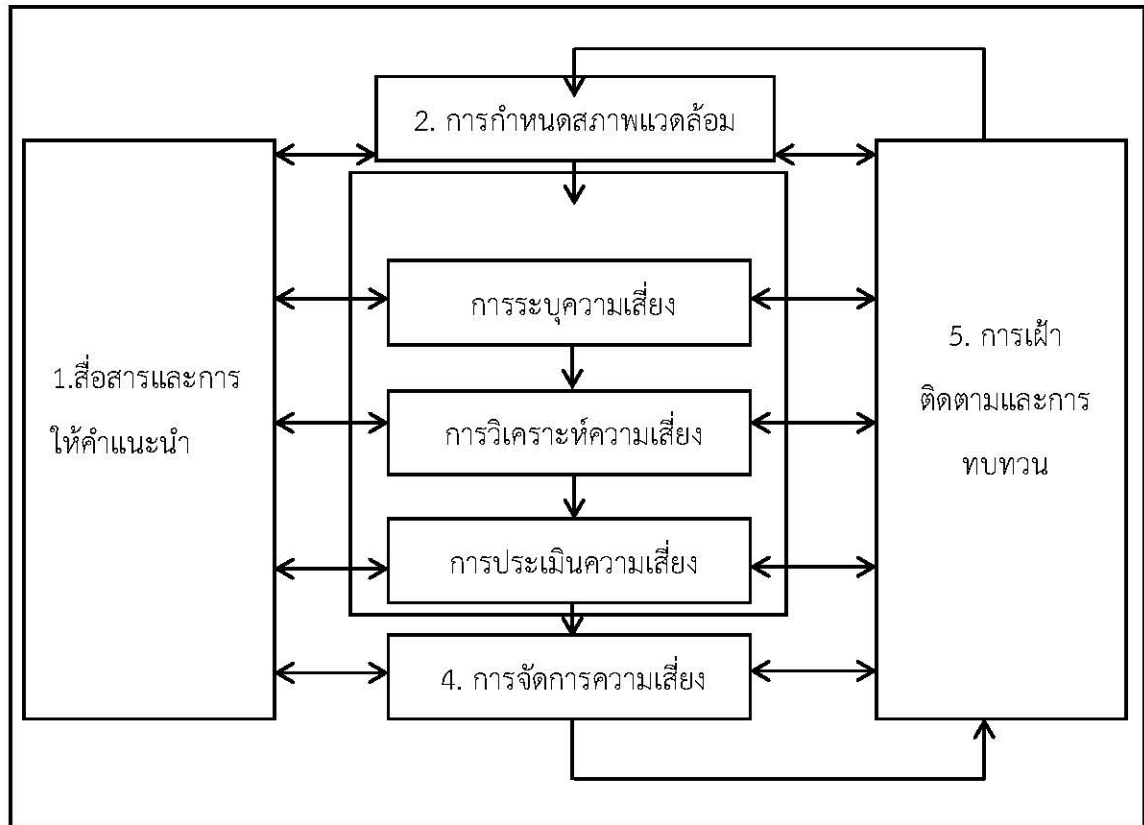 2. การกำหนดสภาพแวดล้อม
1.สื่อสารและการ
ให้คำแนะนำ
การระบุความเสี่ยง
การวิเคราะห์ความเสี่ยง
การประเมินความเสี่ยง
4. การจัดการความเสี่ยง
5. การเฝ้า
ติดตามและการ
ทบทวน